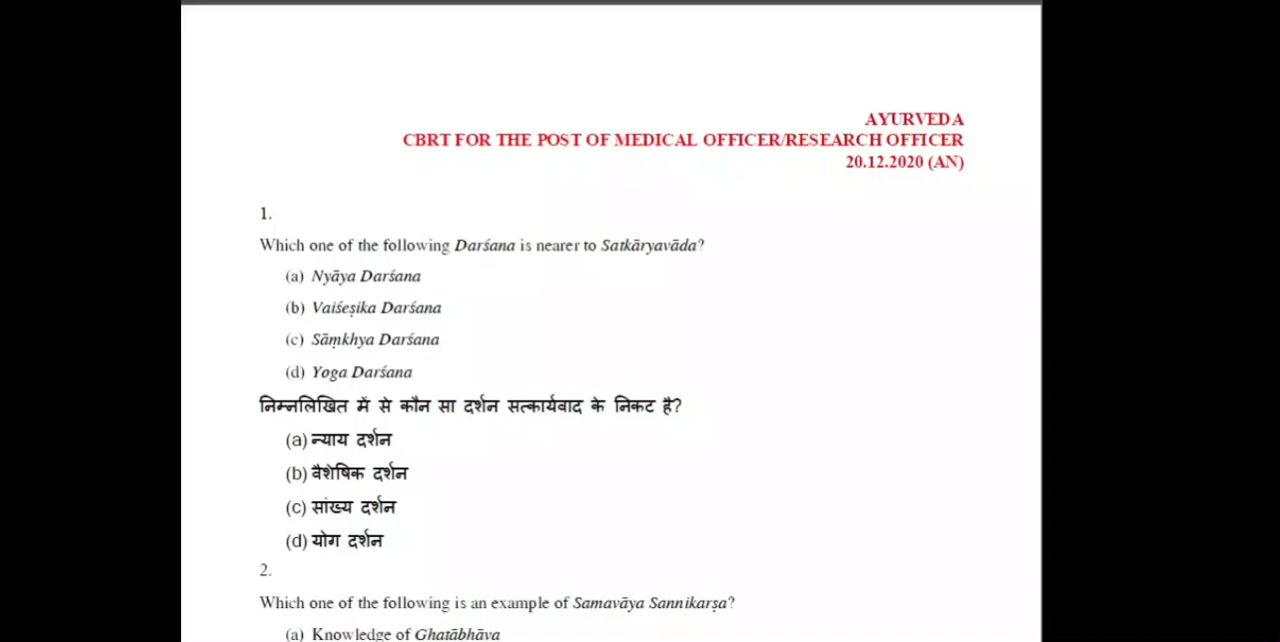 AYURVEDA
CBRT FOR THE POST OF MEDICAL OFFICER/RESEARCH OFFICER
20.12.2020 (AN)
1.
Which one of the following Darśana is nearer to Satkāryavāda?
(a) Nyāya Darśana
(b) Vaiśeṣika Darśana
(c) Sāṃkhya Darśana
(d) Yoga Darśana
निम्नलिखित में से कौन सा दर्शन सत्कार्यवाद के निकट है?
(a) न्याय दर्शन
(b) वैशेषिक दर्शन
(c) सांख्य दर्शन
(d) योग दर्शन
2.
Which one of the following is an example of Samavāya Sannikarṣa?
(a) Knowledge of Ghaṭābhāva